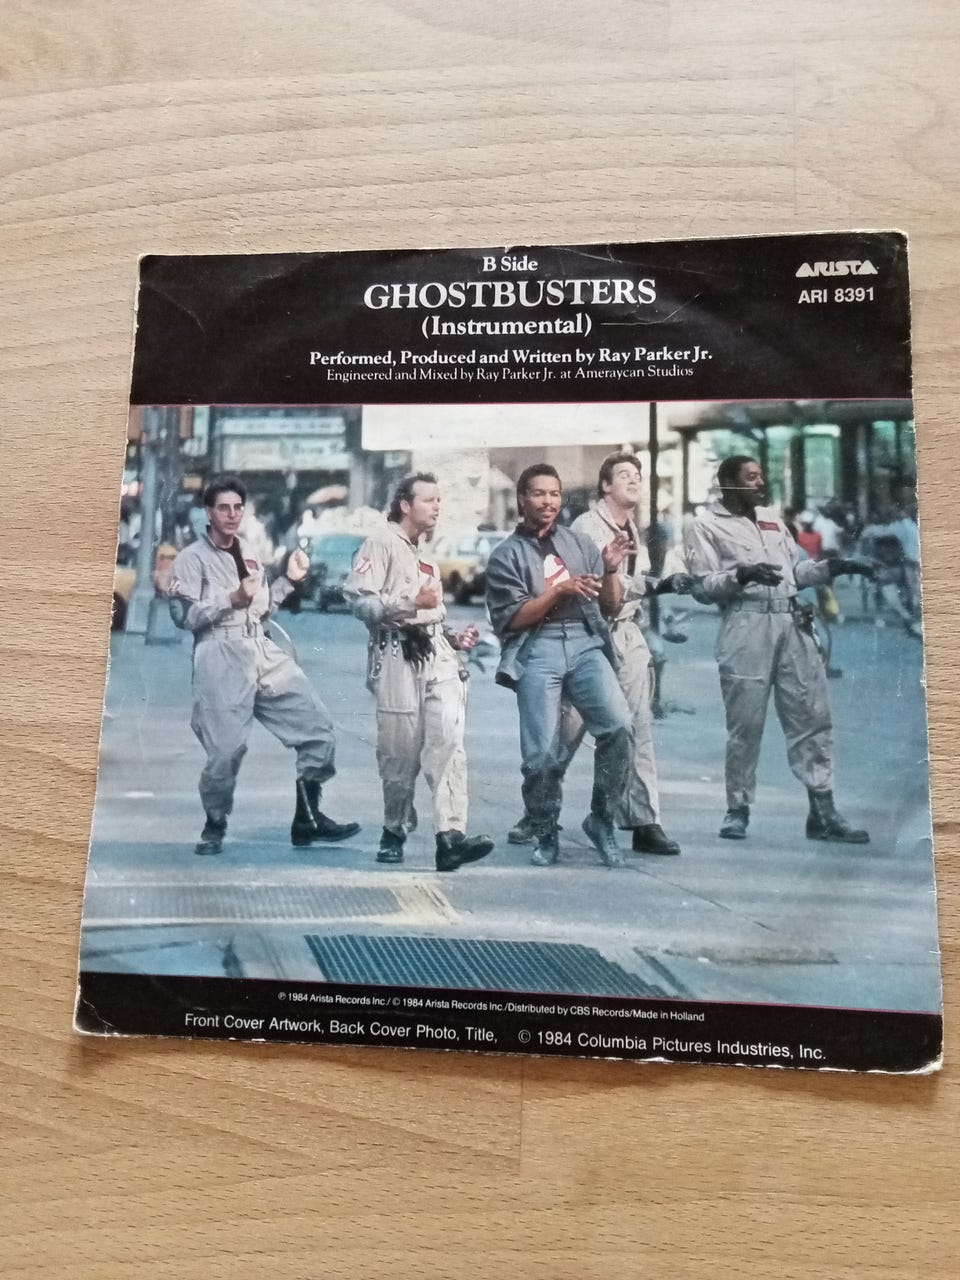 B Side
GHOSTBUSTERS
(Instrumental)
Performed, Produced and Written by Ray Parker Jr.
Engineered and Mixed by Ray Parker Jr. at Ameraycan Studios
ARISTA
ARI 8391
℗ 1984 Arista Records Inc./© 1984 Arista Records Inc./Distributed by CBS Records/Made in Holland
Front Cover Artwork, Back Cover Photo, Title, © 1984 Columbia Pictures Industries, Inc.